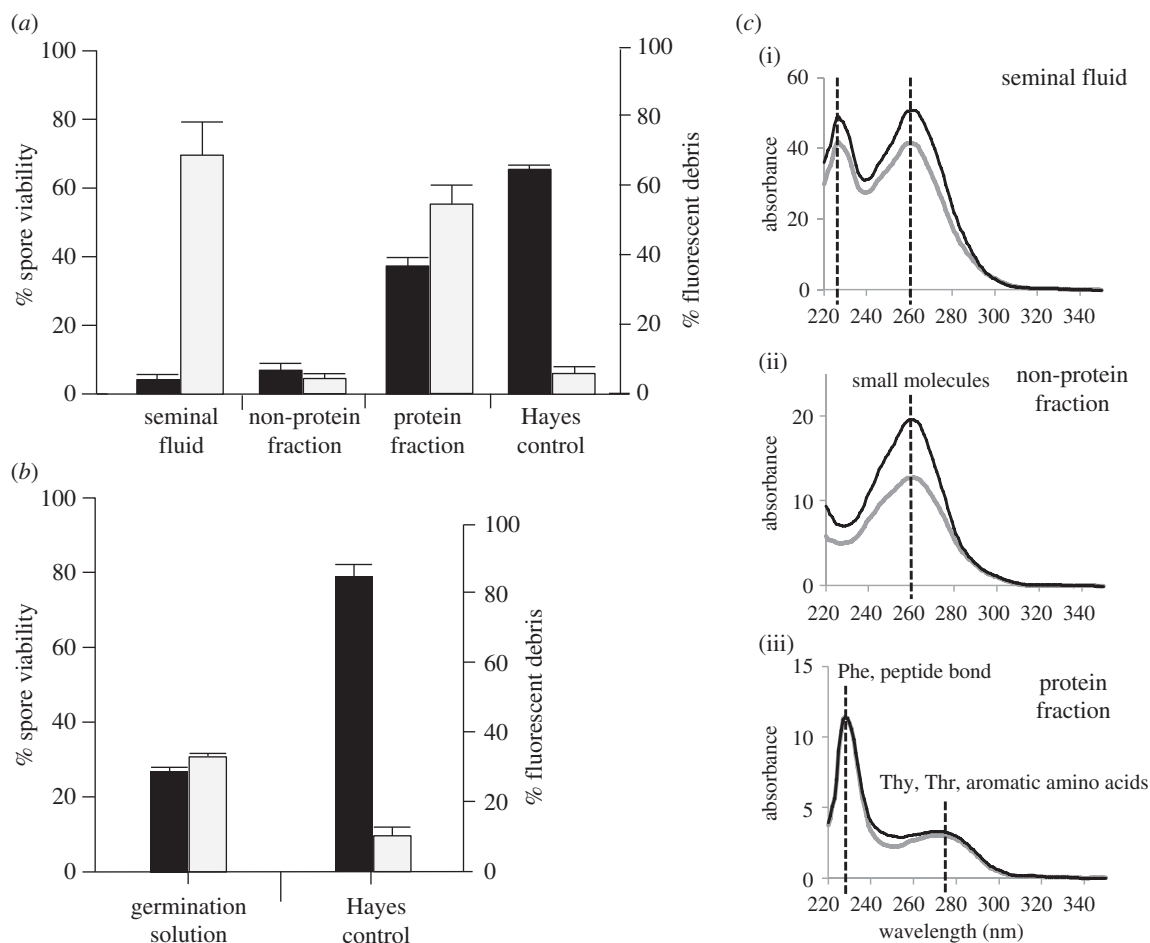 (a)
100
80
60
40
20
0
% spore viability
100
80
60
40
20
0
% fluorescent debris
seminal
fluid
non-protein
fraction
protein
fraction
Hayes
control
(b)
100
80
60
40
20
0
% spore viability
100
80
60
40
20
0
% fluorescent debris
germination
solution
Hayes
control
(c)
(i)
seminal fluid
60
40
20
0
absorbance
220 240 260 280 300 320 340
(ii)
small molecules
non-protein
fraction
20
10
0
absorbance
220 240 260 280 300 320 340
(iii)
Phe, peptide bond
protein
fraction
Thy, Thr, aromatic amino acids
15
10
5
0
absorbance
220 240 260 280 300 320 340
wavelength (nm)